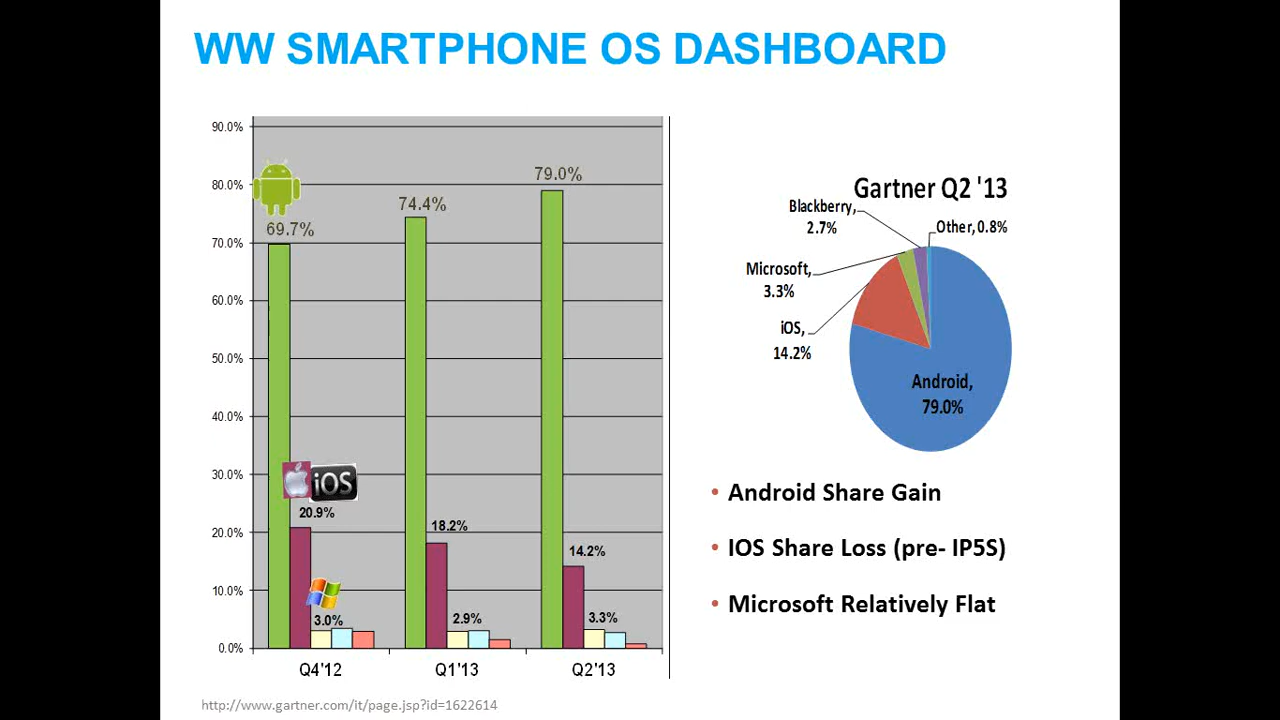 WW SMARTPHONE OS DASHBOARD
90.0%
80.0%
70.0%
60.0%
50.0%
40.0%
30.0%
20.0%
10.0%
0.0%
69.7%
74.4%
79.0%
iOS
20.9%
18.2%
14.2%
3.0%
2.9%
3.3%
Q4'12
Q1'13
Q2'13
Gartner Q2 '13
Blackberry,
2.7%
Other, 0.8%
Microsoft,
3.3%
iOS,
14.2%
Android,
79.0%
• Android Share Gain
• IOS Share Loss (pre- IP5S)
• Microsoft Relatively Flat
http://www.gartner.com/it/page.jsp?id=1622614